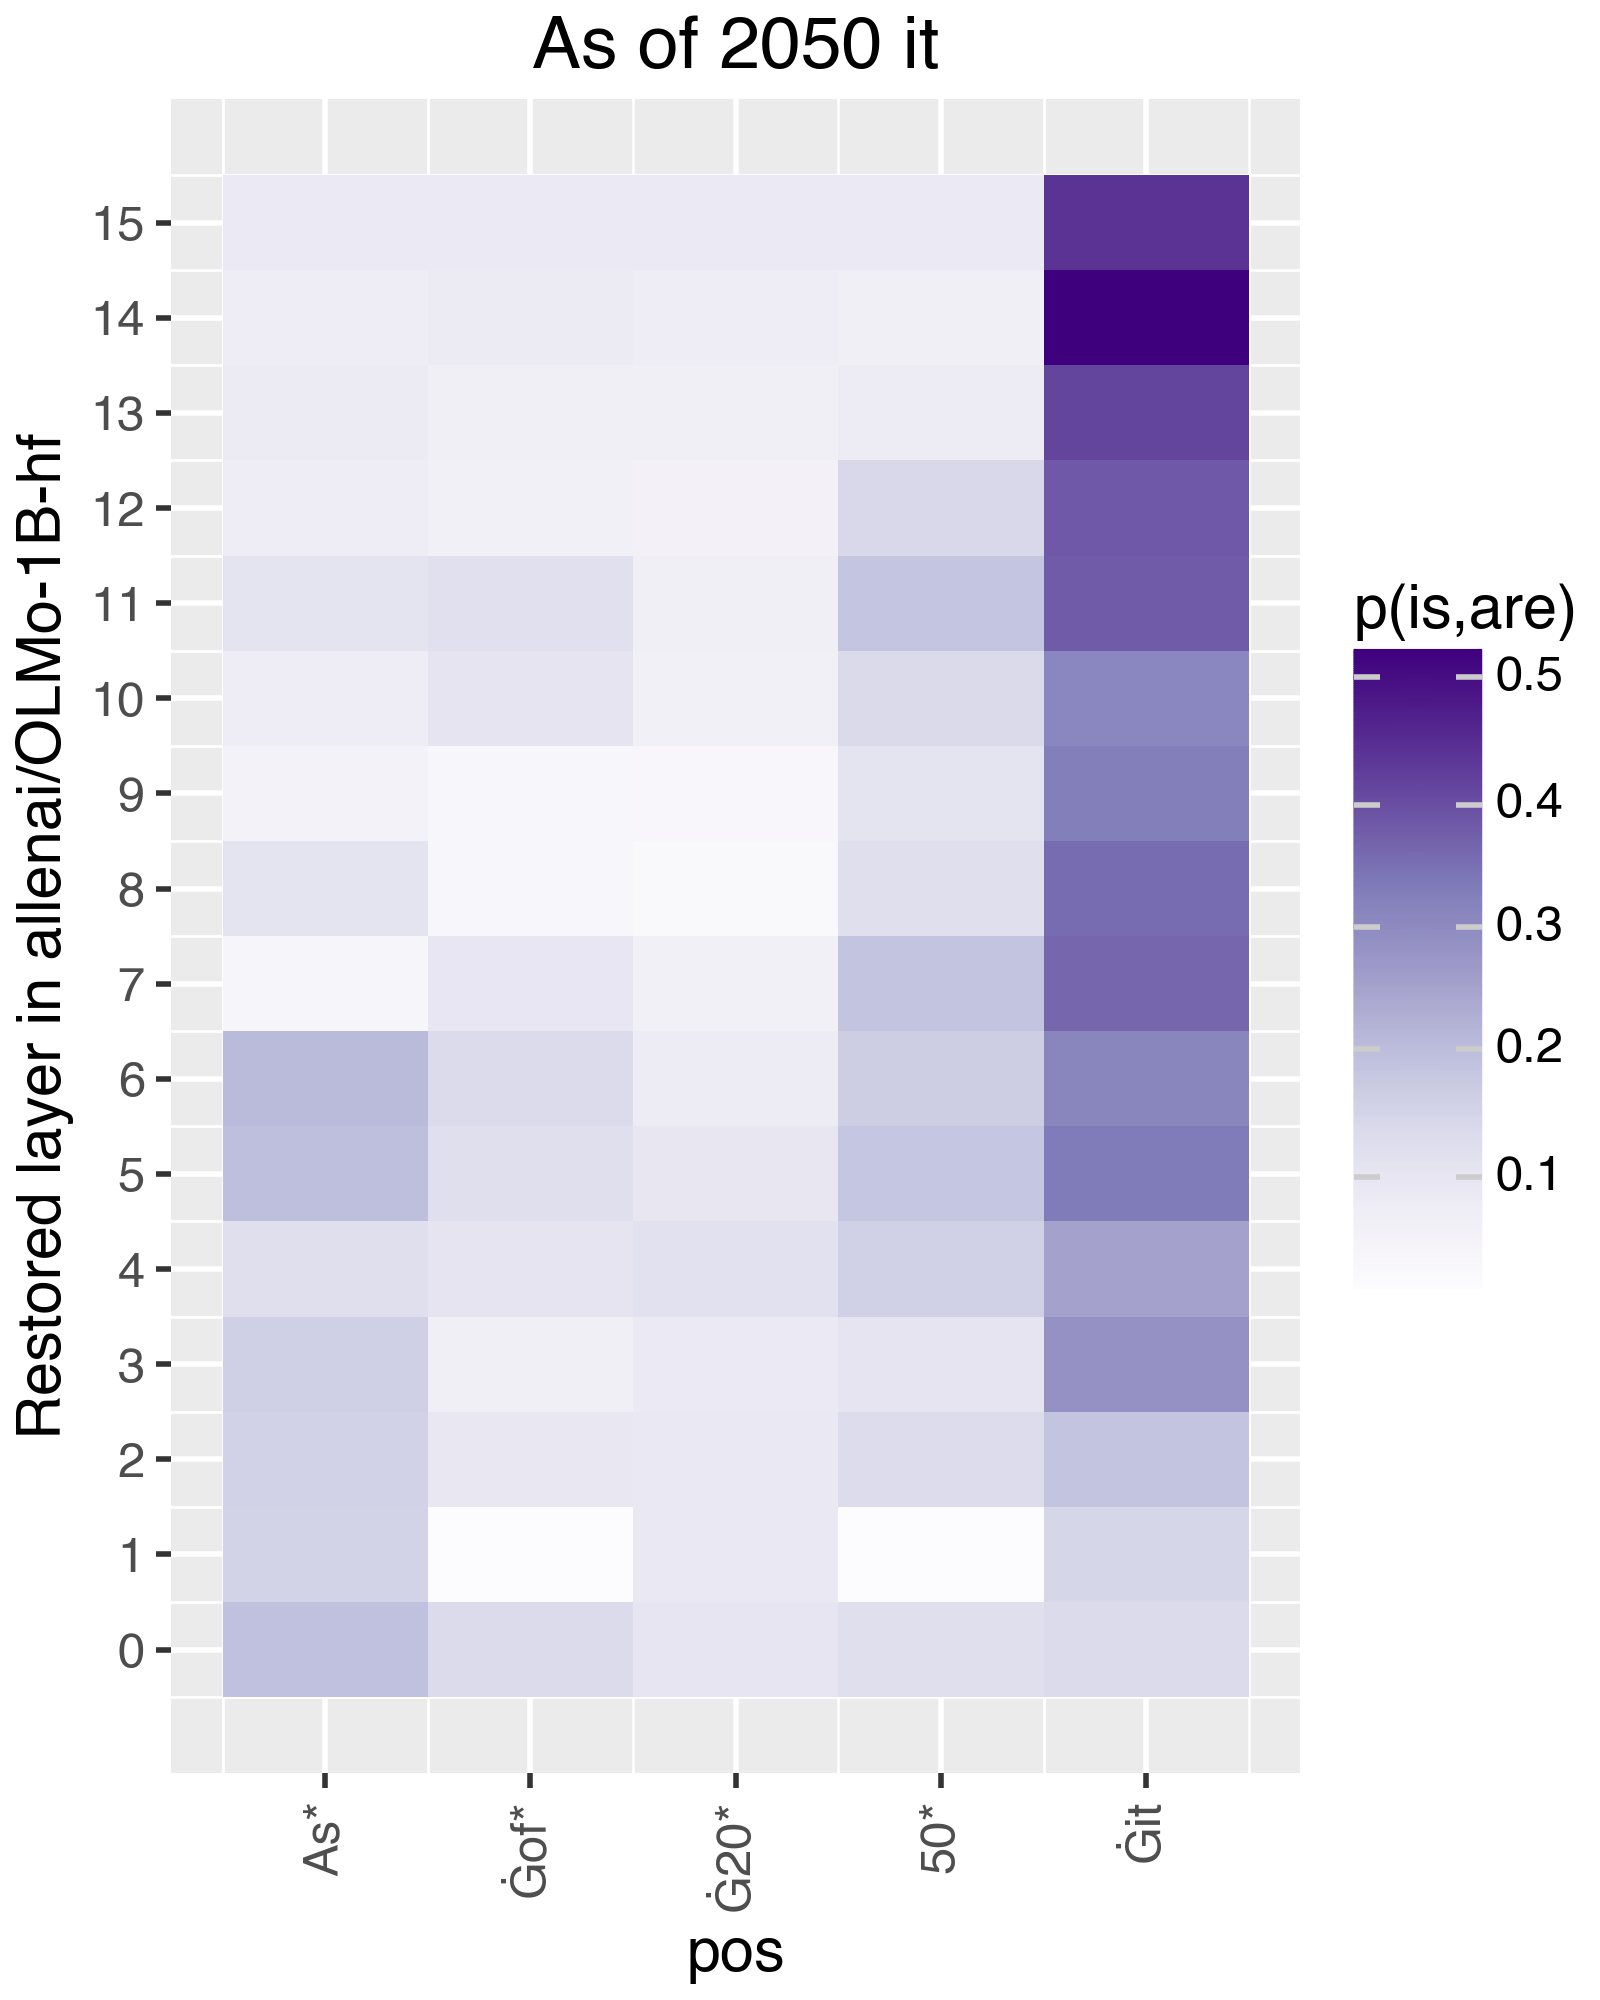 As of 2050 it
Restored layer in allenai/OLMo-1B-hf
15
14
13
12
11
10
9
8
7
6
5
4
3
2
1
0
As*
Ġof*
Ġ20*
50*
Ġit
pos
p(is,are)
0.5
0.4
0.3
0.2
0.1